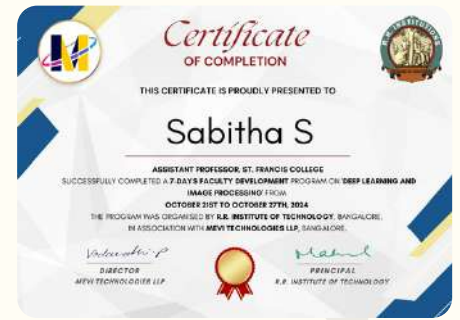 R.R. INSTITUTIONS
Certificate
OF COMPLETION
THIS CERTIFICATE IS PROUDLY PRESENTED TO
Sabitha S
ASSISTANT PROFESSOR, ST. FRANCIS COLLEGE
SUCCESSFULLY COMPLETED A 7-DAYS FACULTY DEVELOPMENT PROGRAM ON 'DEEP LEARNING AND
IMAGE PROCESSING' FROM
OCTOBER 21ST TO OCTOBER 27TH, 2024
THE PROGRAM WAS ORGANISED BY R.R. INSTITUTE OF TECHNOLOGY, BANGALORE,
IN ASSOCIATION WITH MEVI TECHNOLOGIES LLP, BANGALORE.
DIRECTOR
MEVI TECHNOLOGIES LLP
PRINCIPAL
R.R. INSTITUTE OF TECHNOLOGY